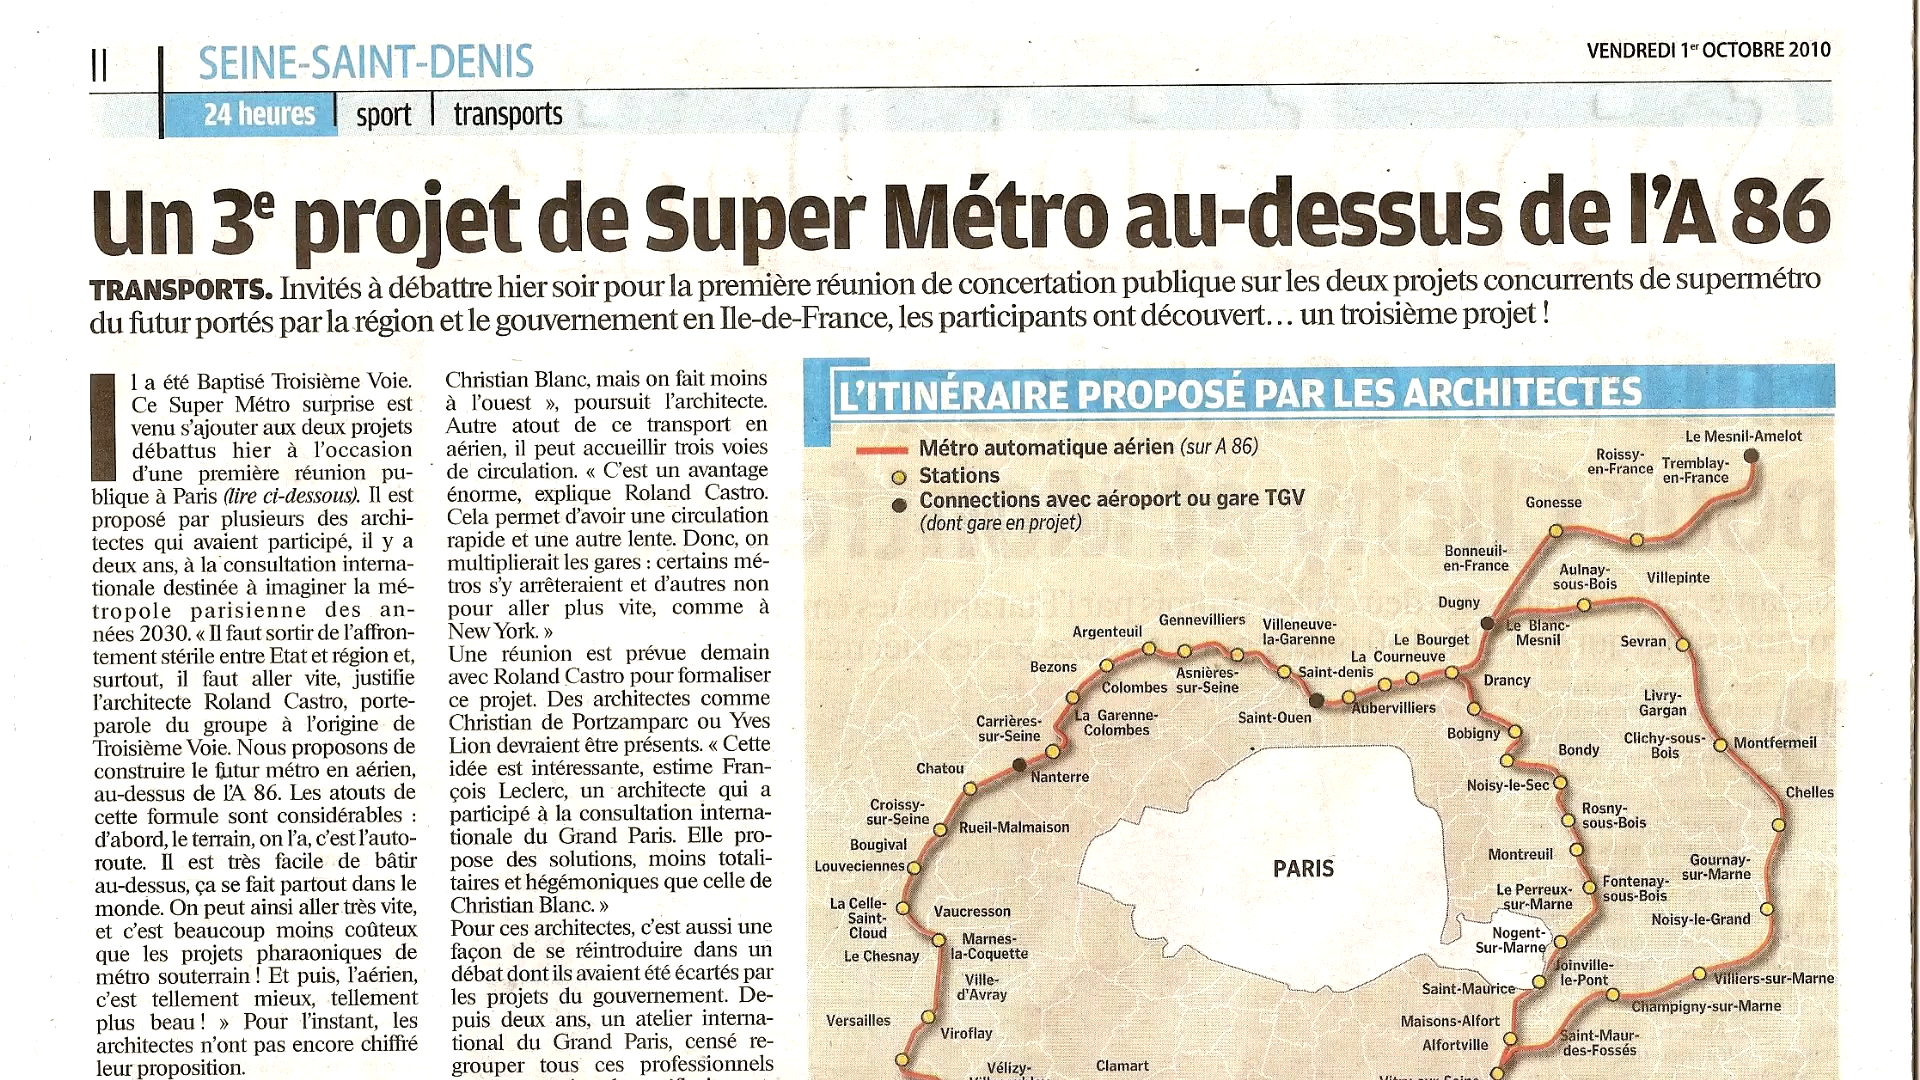 II
SEINE-SAINT-DENIS
VENDREDI 1er OCTOBRE 2010
24 heures
sport
transports
Un 3e projet de Super Métro au-dessus de l'A 86
TRANSPORTS. Invités à débattre hier soir pour la première réunion de concertation publique sur les deux projets concurrents de supermétro
du futur portés par la région et le gouvernement en Ile-de-France, les participants ont découvert… un troisième projet !
Il a été Baptisé Troisième Voie.
Ce Super Métro surprise est
venu s'ajouter aux deux projets
débattus hier à l'occasion
d'une première réunion pu-
blique à Paris (lire ci-dessous). Il est
proposé par plusieurs des archi-
tectes qui avaient participé, il y a
deux ans, à la consultation interna-
tionale destinée à imaginer la mé-
tropole parisienne des an-
nées 2030. « Il faut sortir de l'affron-
tement stérile entre Etat et région et,
surtout, il faut aller vite, justifie
l'architecte Roland Castro, porte-
parole du groupe à l'origine de
Troisième Voie. Nous proposons de
construire le futur métro en aérien,
au-dessus de l'A 86. Les atouts de
cette formule sont considérables :
d'abord, le terrain, on l'a, c'est l'auto-
route. Il est très facile de bâtir
au-dessus, ça se fait partout dans le
monde. On peut ainsi aller très vite,
et c'est beaucoup moins coûteux
que les projets pharaoniques de
métro souterrain ! Et puis, l'aérien,
c'est tellement mieux, tellement
plus beau ! » Pour l'instant, les
architectes n'ont pas encore chiffré
leur proposition.
Christian Blanc, mais on fait moins
à l'ouest », poursuit l'architecte.
Autre atout de ce transport en
aérien, il peut accueillir trois voies
de circulation. « C'est un avantage
énorme, explique Roland Castro.
Cela permet d'avoir une circulation
rapide et une autre lente. Donc, on
multiplierait les gares : certains mé-
tros s'y arrêteraient et d'autres non
pour aller plus vite, comme à
New York. »
Une réunion est prévue demain
avec Roland Castro pour formaliser
ce projet. Des architectes comme
Christian de Portzamparc ou Yves
Lion devraient être présents. « Cette
idée est intéressante, estime Fran-
çois Leclerc, un architecte qui a
participé à la consultation interna-
tionale du Grand Paris. Elle pro-
pose des solutions, moins totali-
taires et hégémoniques que celle de
Christian Blanc. »
Pour ces architectes, c'est aussi une
façon de se réintroduire dans un
débat dont ils avaient été écartés par
les projets du gouvernement. De-
puis deux ans, un atelier interna-
tional du Grand Paris, censé re-
grouper tous ces professionnels
L'ITINÉRAIRE PROPOSÉ PAR LES ARCHITECTES
Métro automatique aérien (sur A 86)
Stations
Connections avec aéroport ou gare TGV
(dont gare en projet)
Le Mesnil-Amelot
Roissy-
en-France
Tremblay-
en-France
Gonesse
Bonneuil-
en-France
Aulnay-
sous-Bois
Villepinte
Dugny
Le Blanc-
Mesnil
Sevran
Argenteuil
Gennevilliers
Villeneuve-
la-Garenne
Le Bourget
La Courneuve
Bezons
Colombes
Asnières-
sur-Seine
Saint-denis
Drancy
Livry-
Gargan
Carrières-
sur-Seine
La Garenne-
Colombes
Saint-Ouen
Aubervilliers
Bobigny
Bondy
Clichy-sous-
Bois
Montfermeil
Chatou
Nanterre
Noisy-le-Sec
Chelles
Croissy-
sur-Seine
Rueil-Malmaison
Rosny-
sous-Bois
Bougival
Louveciennes
PARIS
Montreuil
Gournay-
sur-Marne
La Celle-
Saint-
Cloud
Vaucresson
Le Perreux-
sur-Marne
Fontenay-
sous-Bois
Noisy-le-Grand
Le Chesnay
Marnes-
la-Coquette
Nogent-
Sur-Marne
Ville-
d'Avray
Joinville-
le-Pont
Saint-Maurice
Villiers-sur-Marne
Champigny-sur-Marne
Versailles
Viroflay
Maisons-Alfort
Alfortville
Saint-Maur-
des-Fossés
Vélizy-
Clamart